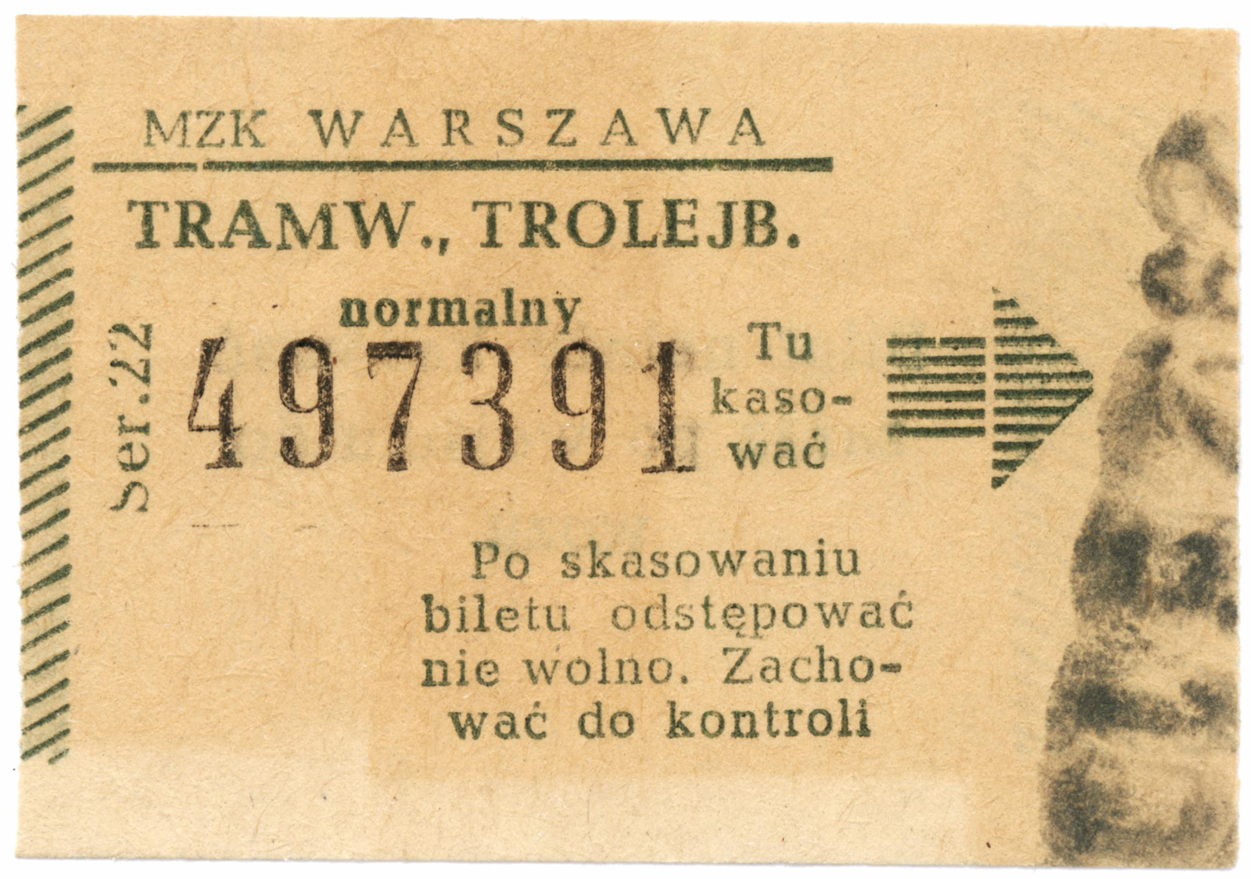 MZK WARSZAWA
TRAMW., TROLEJB.
normalny
Ser.22
497391
Tu
kaso-
wać
Po skasowaniu
biletu odstępować
nie wolno. Zacho-
wać do kontroli